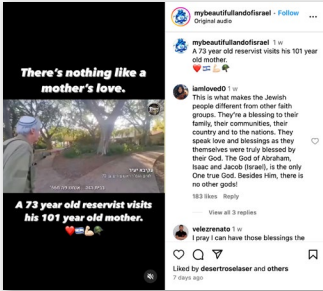 There's nothing like a
mother's love.
A 73 year old reservist visits
his 101 year old mother.
mybeautifullandofisrael • Follow
Original audio
mybeautifullandofisrael 1 w
A 73 year old reservist visits his 101 year
old mother.
iamloved0 1 w
This is what makes the Jewish
people different from other faith
groups. They're a blessing to their
family, their communities, their
country and to the nations. They
speak love and blessings as they
themselves were truly blessed by
their God. The God of Abraham,
Isaac and Jacob (Israel), is the only
One true God. Besides Him, there is
no other gods!
183 likes Reply
View all 3 replies
velezrenato 1 w
I pray I can have those blessings the
Liked by desertroselaser and others
7 days ago